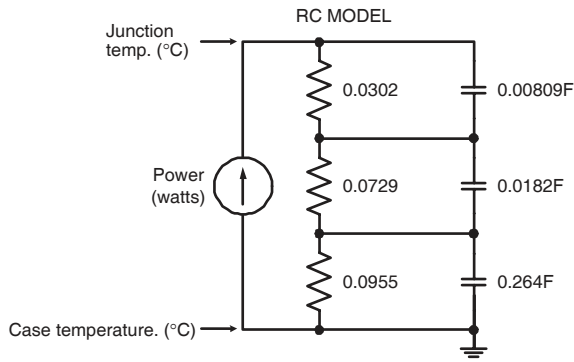 RC MODEL
Junction
temp. (°C)
0.0302
0.00809F
Power
(watts)
0.0729
0.0182F
0.0955
0.264F
Case temperature. (°C)